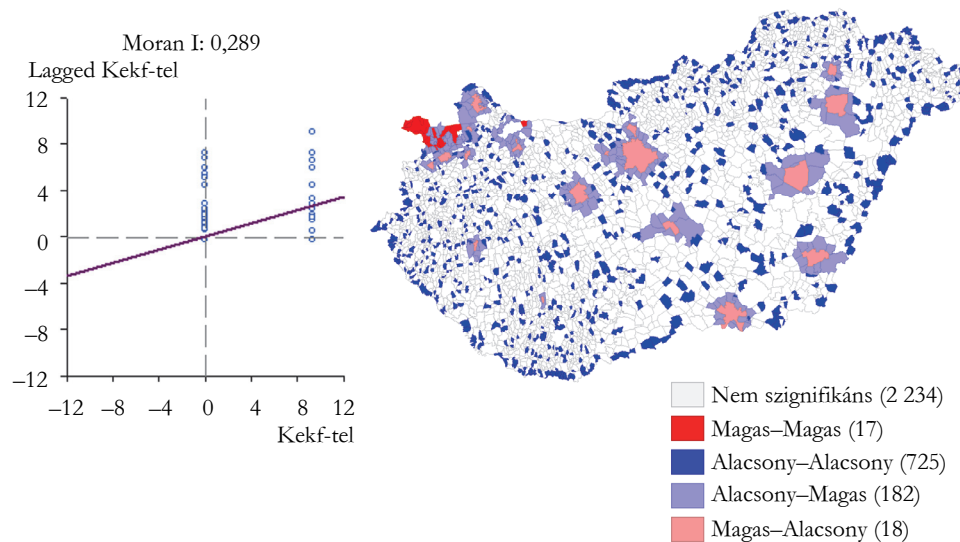 Moran I: 0,289
Lagged Kekf-tel
12
8
4
0
–4
–8
–12
–12 –8 –4 0 4 8 12
Kekf-tel
Nem szignifikáns (2 234)
Magas–Magas (17)
Alacsony–Alacsony (725)
Alacsony–Magas (182)
Magas–Alacsony (18)